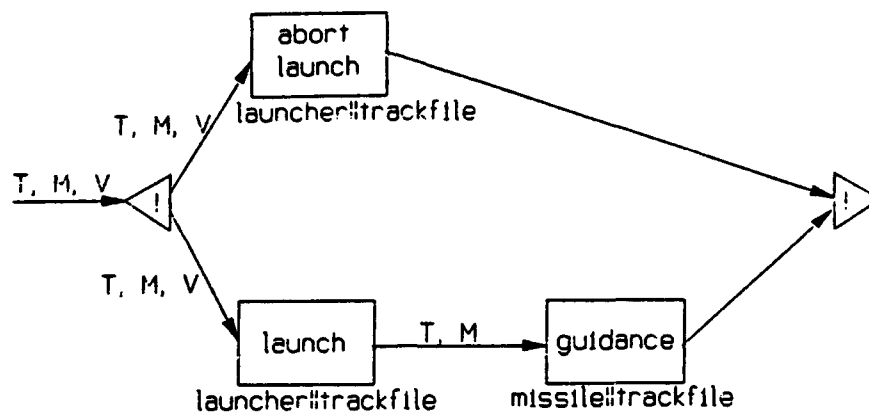 abort
launch
launcher::trackfile
T, M, V
T, M, V
!
!
T, M, V
launch
T, M
guidance
launcher::trackfile
missile::trackfile